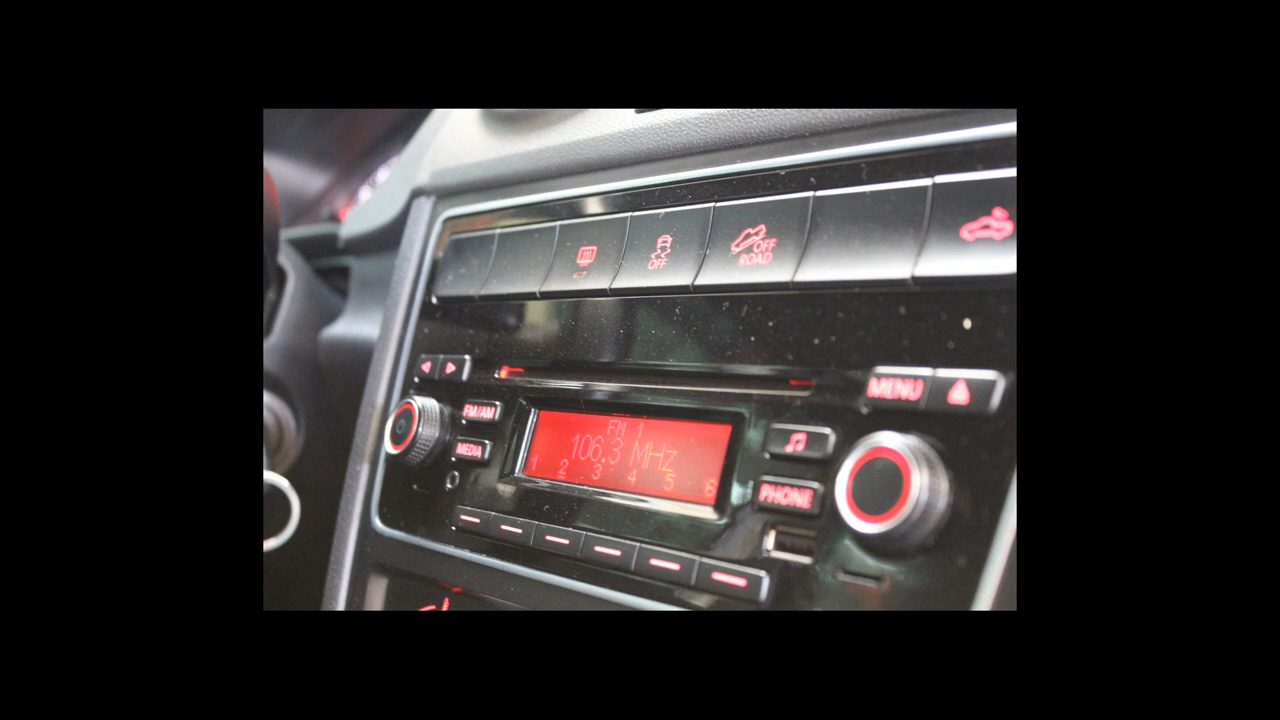 OFF
OFF
ROAD
MENU
FM/AM
FM 1
106.3 MHz
MEDIA
1 2 3 4 5 6
PHONE